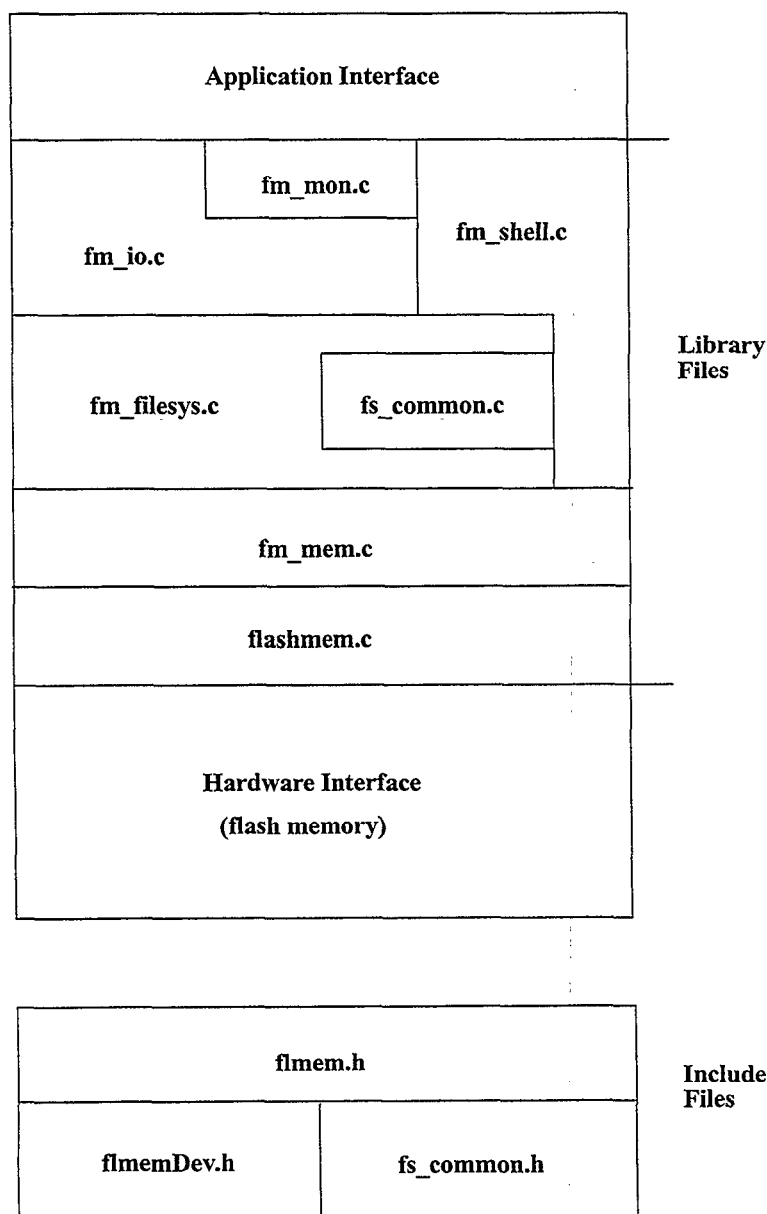 Application Interface
fm_mon.c
fm_shell.c
fm_io.c
Library
Files
fm_filesys.c
fs_common.c
fm_mem.c
flashmem.c
Hardware Interface
(flash memory)
flmem.h
Include
Files
flmemDev.h
fs_common.h